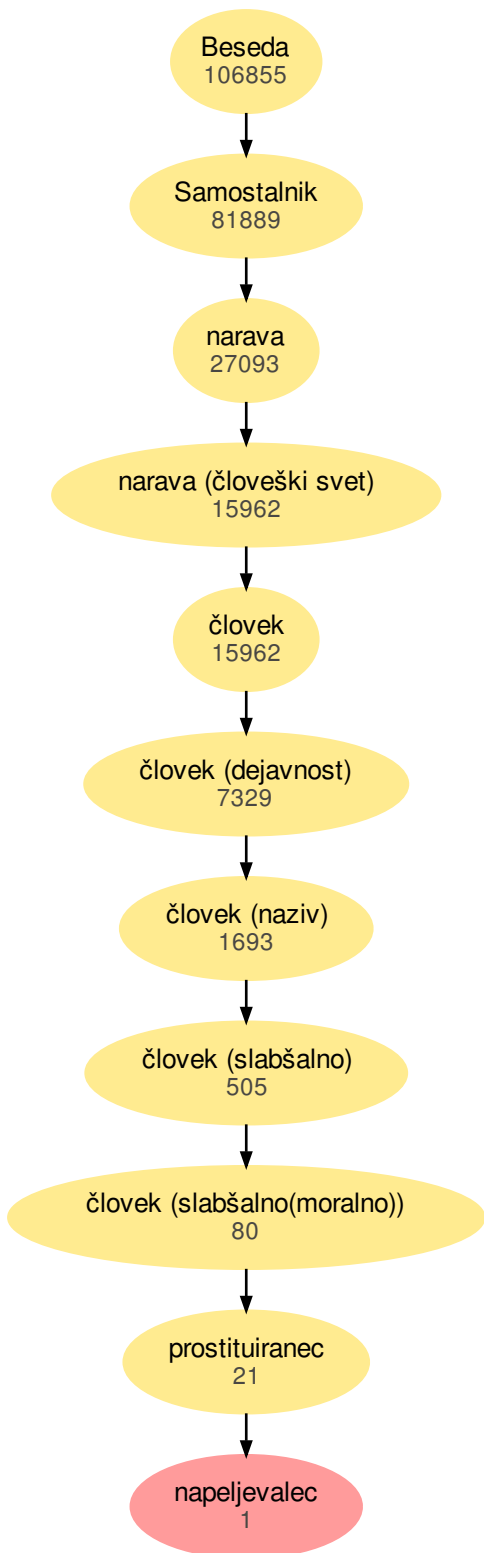 Beseda
106855
Samostalnik
81889
narava
27093
narava (človeški svet)
15962
človek
15962
človek (dejavnost)
7329
človek (naziv)
1693
človek (slabšalno)
505
človek (slabšalno(moralno))
80
prostituiranec
21
napeljevalec
1